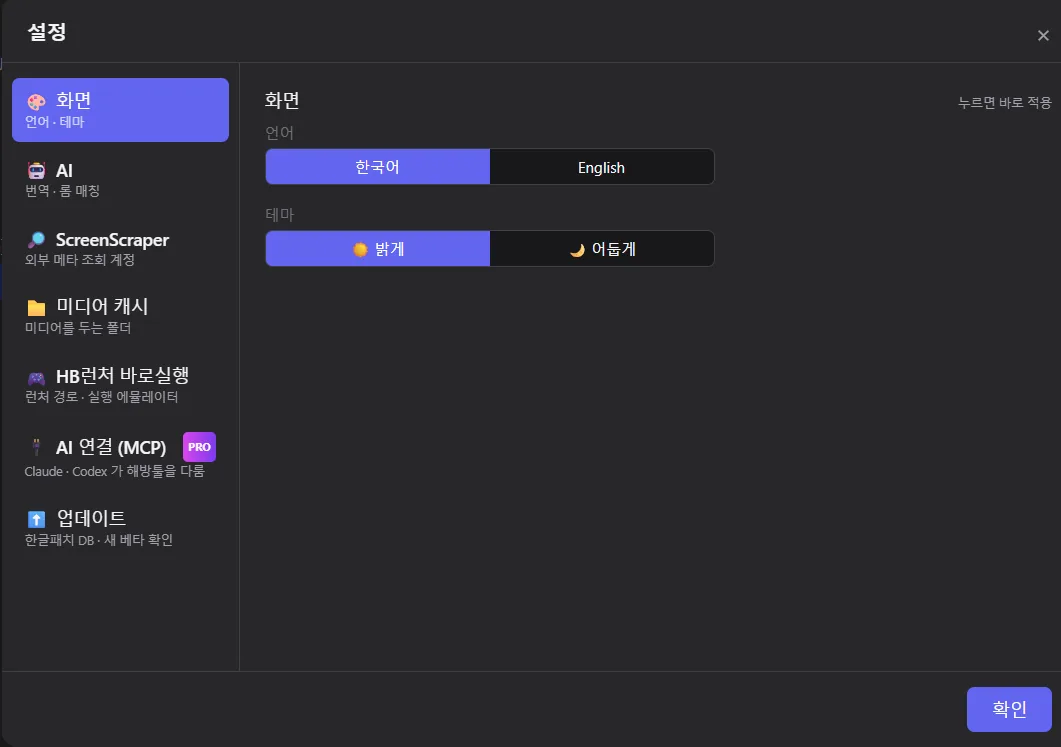 설정
×
화면
언어 · 테마
AI
번역 · 롬 매칭
ScreenScraper
외부 메타 조회 계정
미디어 캐시
미디어를 두는 폴더
HB런처 바로실행
런처 경로 · 실행 에뮬레이터
AI 연결 (MCP) PRO
Claude · Codex 가 해방툴을 다룸
업데이트
한글패치 DB · 새 베타 확인
화면
누르면 바로 적용
언어
한국어 English
테마
밝게 어둡게
확인